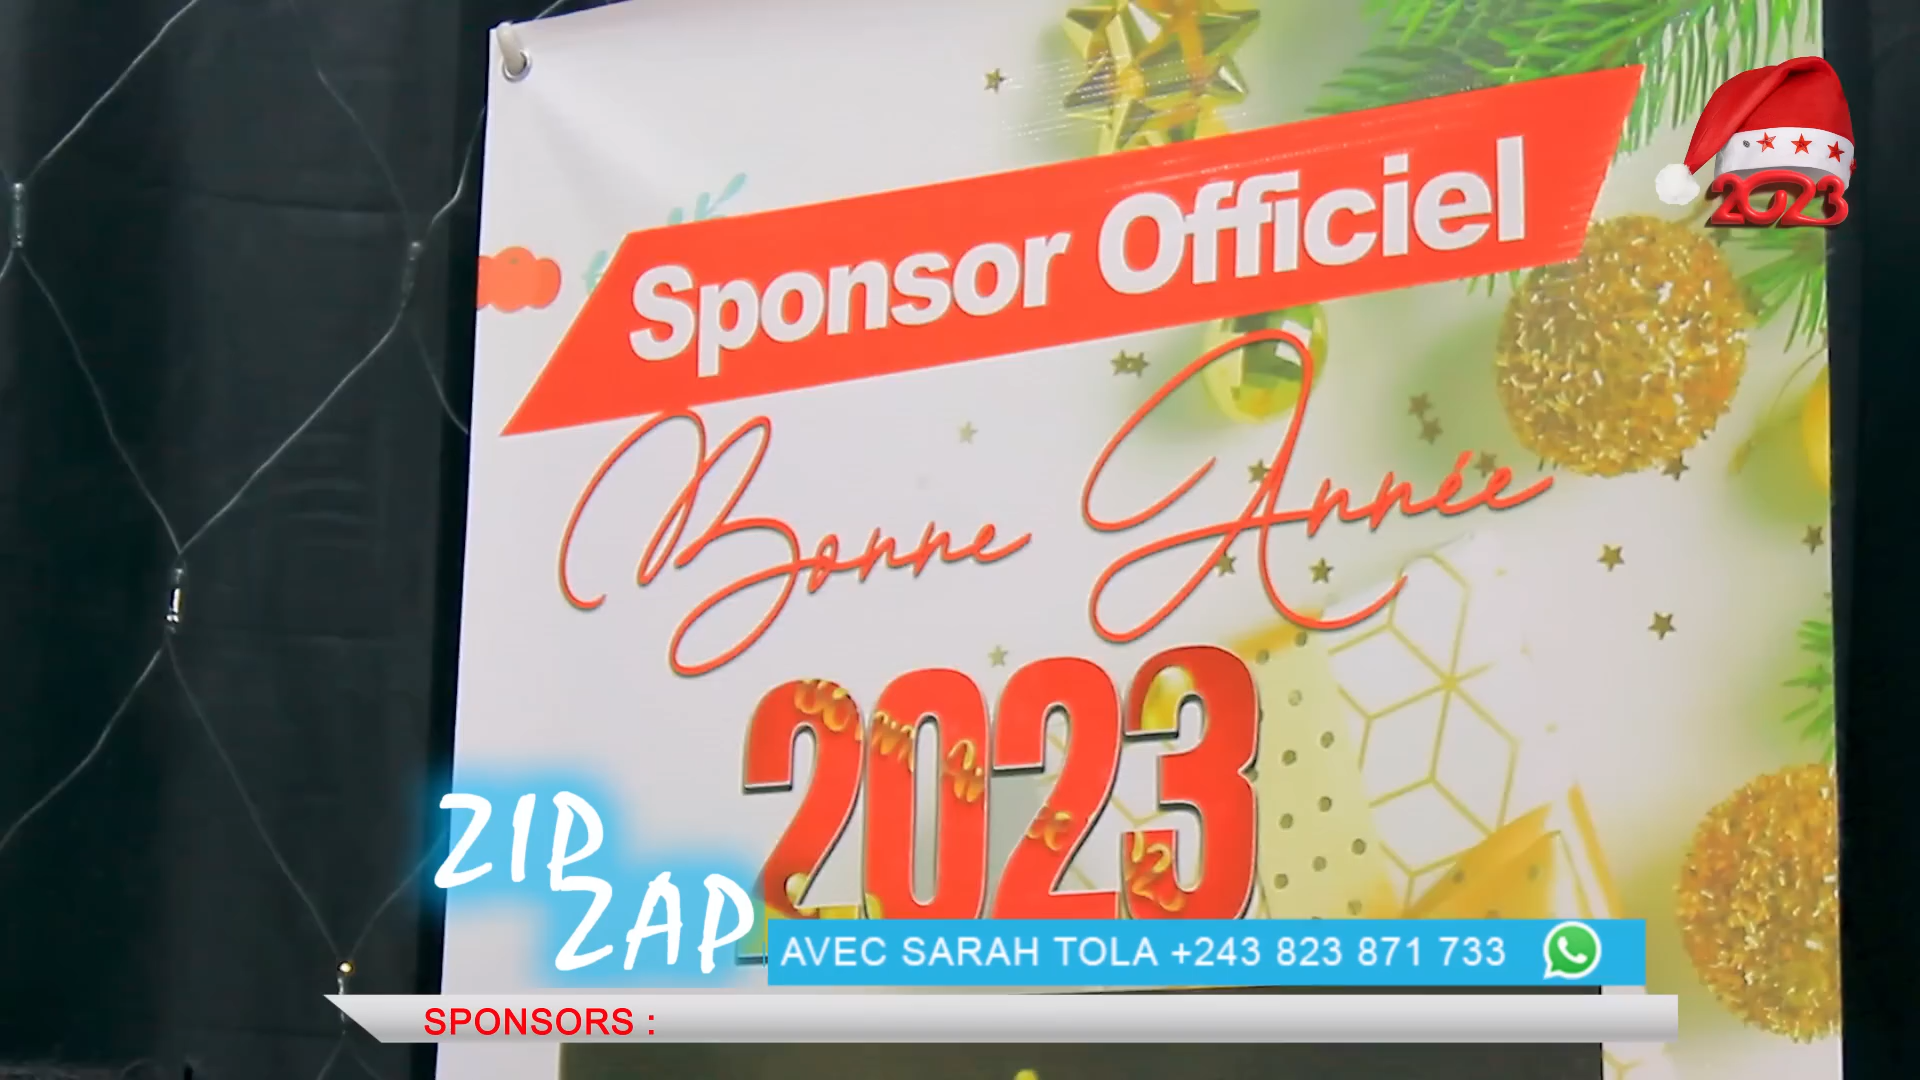 Sponsor Officiel
2023
Bonne Année
2023
ZIP
ZAP
AVEC SARAH TOLA +243 823 871 733
SPONSORS :